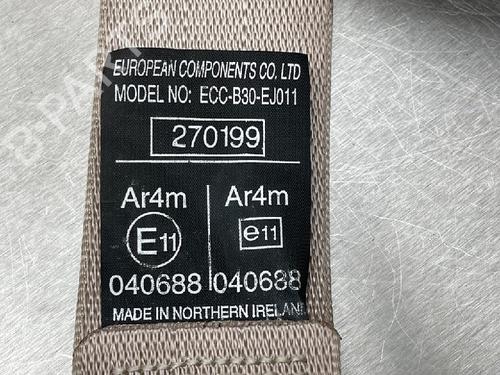 EUROPEAN COMPONENTS CO. LTD
MODEL NO: ECC-B30-EJ011
270199
Ar4m Ar4m
E11 e11
040688 040688
MADE IN NORTHERN IRELAND
B-PARTS